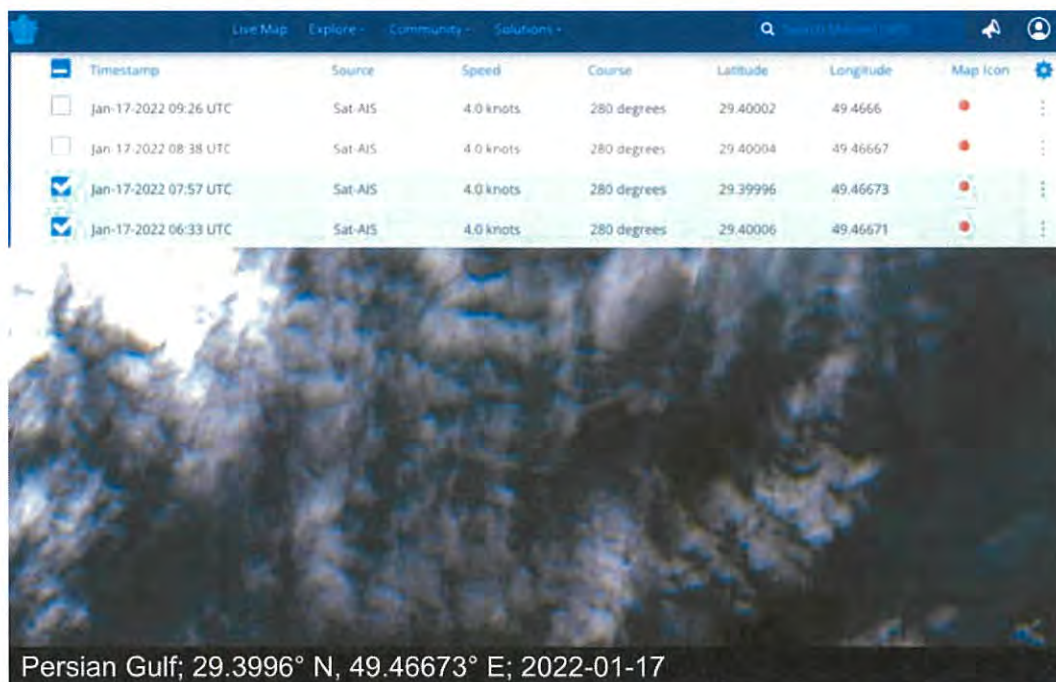 Live Map Explore Community Solutions
Timestamp Source Speed Course Latitude Longitude Map Icon
Jan-17-2022 09:26 UTC Sat-AIS 4.0 knots 280 degrees 29.40002 49.4666
Jan-17-2022 08:38 UTC Sat-AIS 4.0 knots 280 degrees 29.40004 49.46667
Jan-17-2022 07:57 UTC Sat-AIS 4.0 knots 280 degrees 29.39996 49.46673
Jan-17-2022 06:33 UTC Sat-AIS 4.0 knots 280 degrees 29.40006 49.46671
Persian Gulf; 29.3996° N, 49.46673° E; 2022-01-17